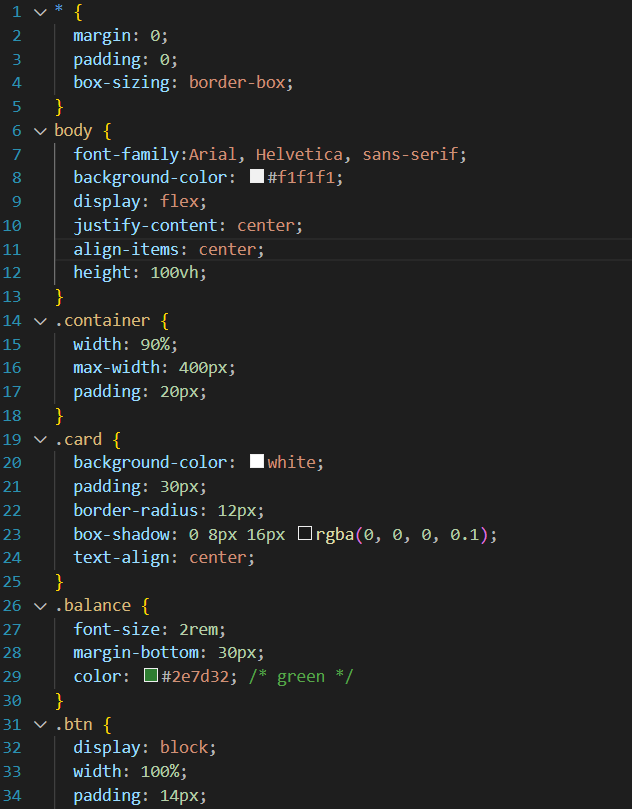 1 * {
2 margin: 0;
3 padding: 0;
4 box-sizing: border-box;
5 }
6 body {
7 font-family:Arial, Helvetica, sans-serif;
8 background-color: #f1f1f1;
9 display: flex;
10 justify-content: center;
11 align-items: center;
12 height: 100vh;
13 }
14 .container {
15 width: 90%;
16 max-width: 400px;
17 padding: 20px;
18 }
19 .card {
20 background-color: white;
21 padding: 30px;
22 border-radius: 12px;
23 box-shadow: 0 8px 16px rgba(0, 0, 0, 0.1);
24 text-align: center;
25 }
26 .balance {
27 font-size: 2rem;
28 margin-bottom: 30px;
29 color: #2e7d32; /* green */
30 }
31 .btn {
32 display: block;
33 width: 100%;
34 padding: 14px;